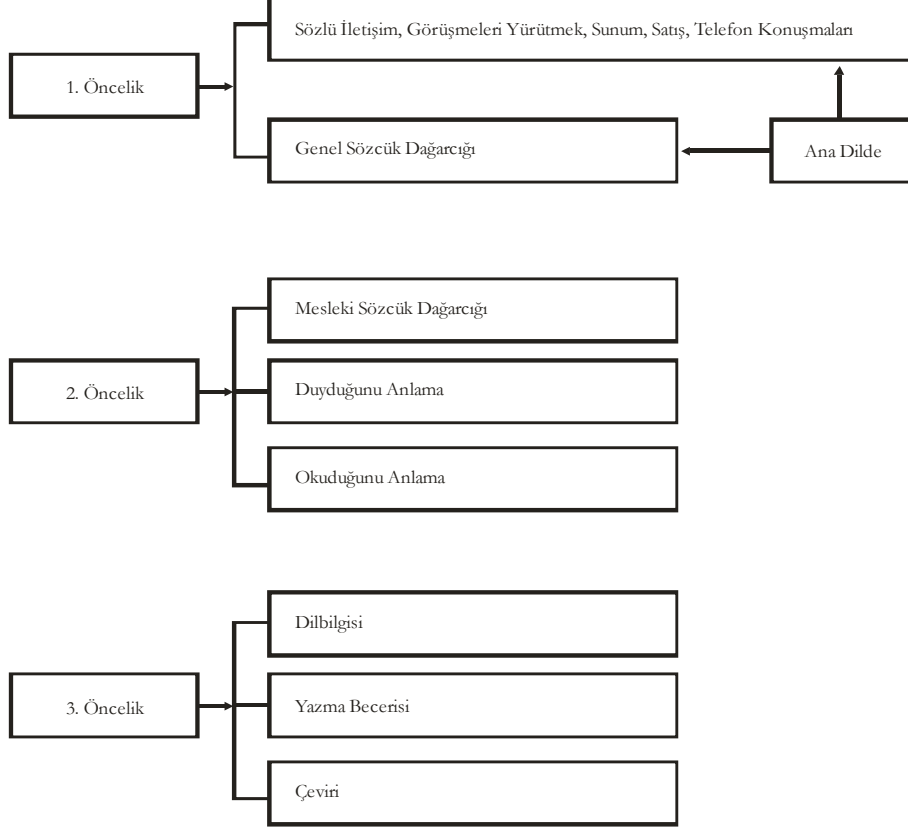 Sözlü İletişim, Görüşmeleri Yürütmek, Sunum, Satış, Telefon Konuşmaları
1. Öncelik
Genel Sözcük Dağarcığı
Ana Dilde
Mesleki Sözcük Dağarcığı
2. Öncelik
Duyduğunu Anlama
Okuduğunu Anlama
Dilbilgisi
3. Öncelik
Yazma Becerisi
Çeviri